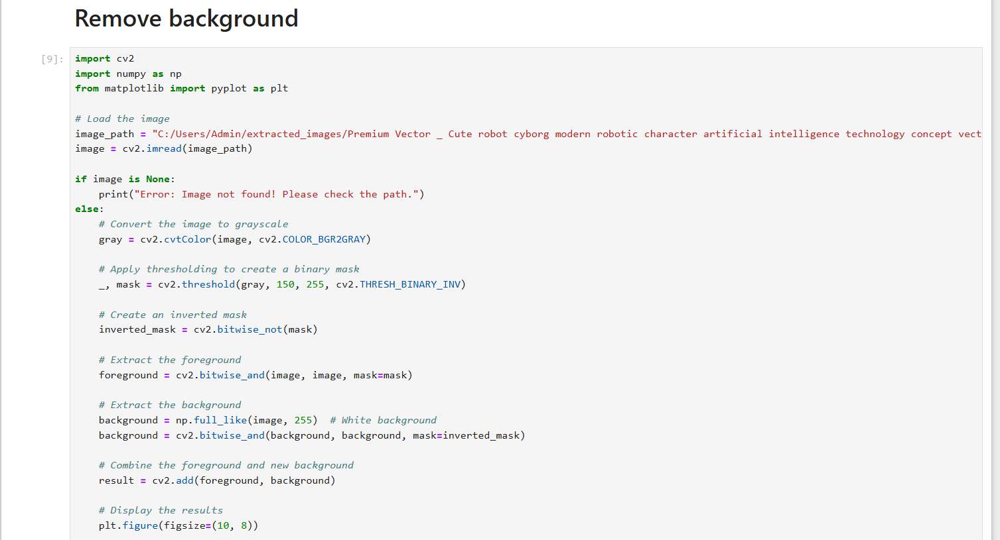 Remove background
[9]:
import cv2
import numpy as np
from matplotlib import pyplot as plt
# Load the image
image_path = "C:/Users/Admin/extracted_images/Premium Vector _ Cute robot cyborg modern robotic character artificial intelligence technology concept vect
image = cv2.imread(image_path)
if image is None:
    print("Error: Image not found! Please check the path.")
else:
    # Convert the image to grayscale
    gray = cv2.cvtColor(image, cv2.COLOR_BGR2GRAY)
    # Apply thresholding to create a binary mask
    _, mask = cv2.threshold(gray, 150, 255, cv2.THRESH_BINARY_INV)
    # Create an inverted mask
    inverted_mask = cv2.bitwise_not(mask)
    # Extract the foreground
    foreground = cv2.bitwise_and(image, image, mask=mask)
    # Extract the background
    background = np.full_like(image, 255)  # White background
    background = cv2.bitwise_and(background, background, mask=inverted_mask)
    # Combine the foreground and new background
    result = cv2.add(foreground, background)
    # Display the results
    plt.figure(figsize=(10, 8))